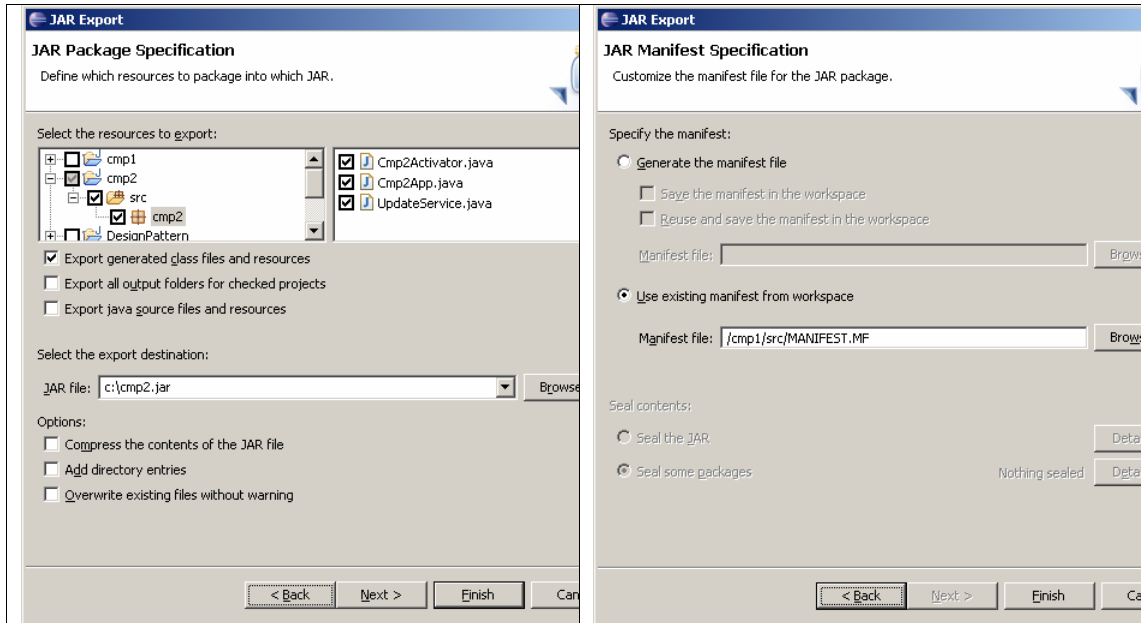 JAR Export
JAR Package Specification
Define which resources to package into which JAR.
Select the resources to export:
cmp1
cmp2
src
cmp2
DesignPattern
Cmp2Activator.java
Cmp2App.java
UpdateService.java
Export generated class files and resources
Export all output folders for checked projects
Export java source files and resources
Select the export destination:
JAR file: c:\cmp2.jar Browse
Options:
Compress the contents of the JAR file
Add directory entries
Overwrite existing files without warning
< Back Next > Finish Can
JAR Export
JAR Manifest Specification
Customize the manifest file for the JAR package.
Specify the manifest:
Generate the manifest file
Save the manifest in the workspace
Reuse and save the manifest in the workspace
Manifest file: Brows
Use existing manifest from workspace
Manifest file: /cmp1/src/MANIFEST.MF Brows
Seal contents:
Seal the JAR Deta
Seal some packages Nothing sealed Deta
< Back Next > Finish Ca